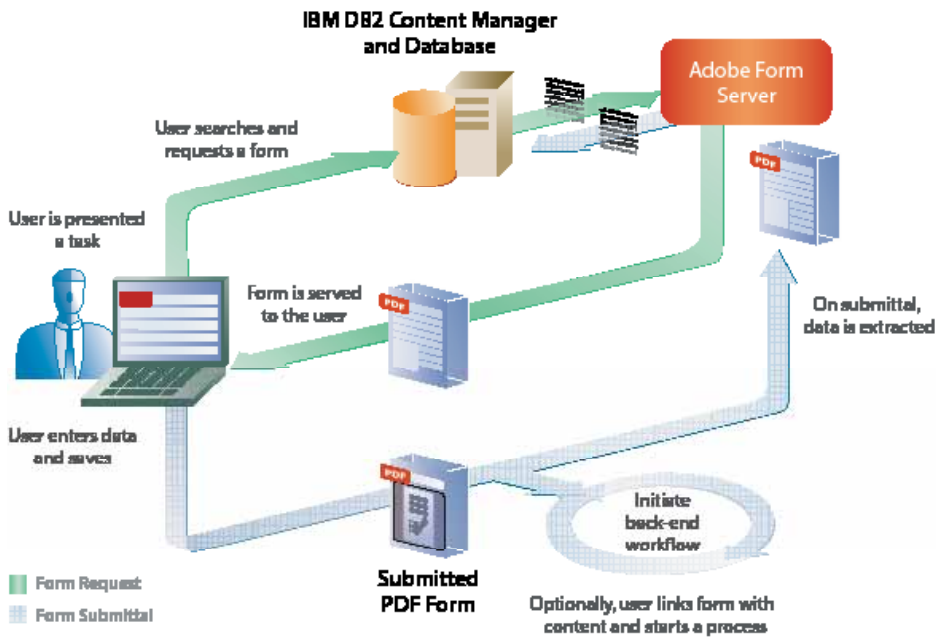 IBM DB2 Content Manager
and Database
Adobe Form
Server
User searches and
requests a form
PDF
User is presented
a task
Form is served
to the user
PDF
On submittal,
data is extracted
User enters data
and saves
PDF
Initiate
back-end
workflow
Submitted
PDF Form
Form Request
Form Submittal
Optionally, user links form with
content and starts a process